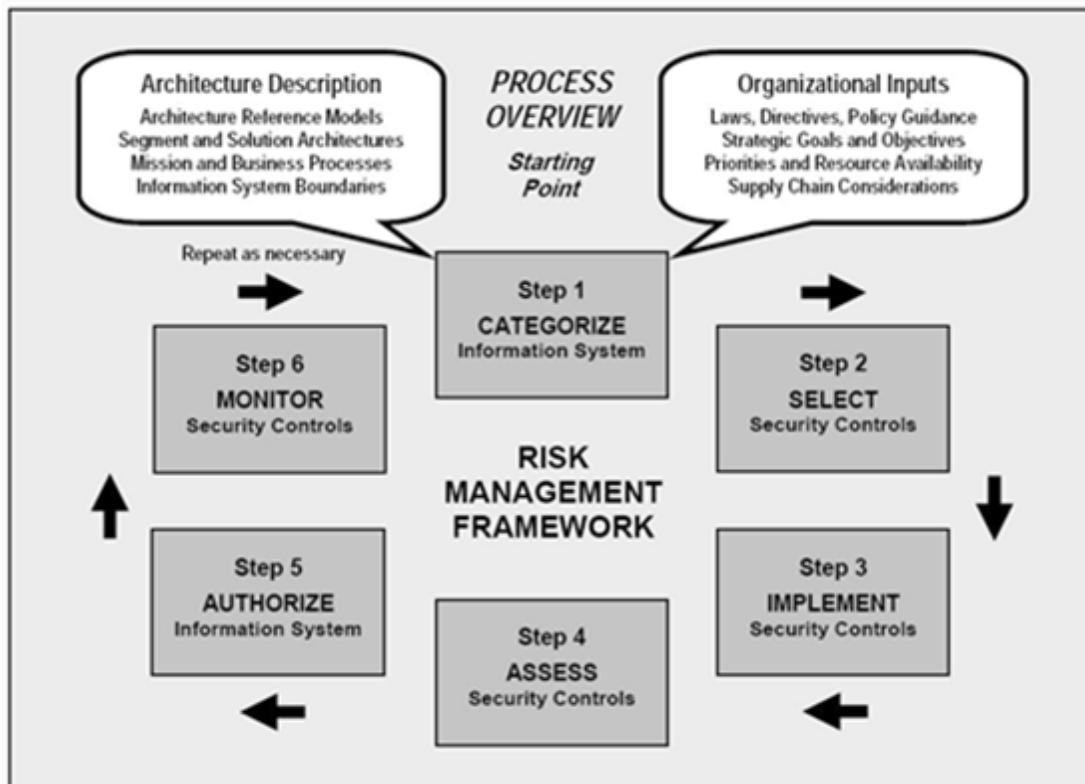 Architecture Description
Architecture Reference Models
Segment and Solution Architectures
Mission and Business Processes
Information System Boundaries
PROCESS
OVERVIEW
Starting
Point
Organizational Inputs
Laws, Directives, Policy Guidance
Strategic Goals and Objectives
Priorities and Resource Availability
Supply Chain Considerations
Repeat as necessary
Step 1
CATEGORIZE
Information System
Step 2
SELECT
Security Controls
Step 3
IMPLEMENT
Security Controls
Step 4
ASSESS
Security Controls
Step 5
AUTHORIZE
Information System
Step 6
MONITOR
Security Controls
RISK
MANAGEMENT
FRAMEWORK